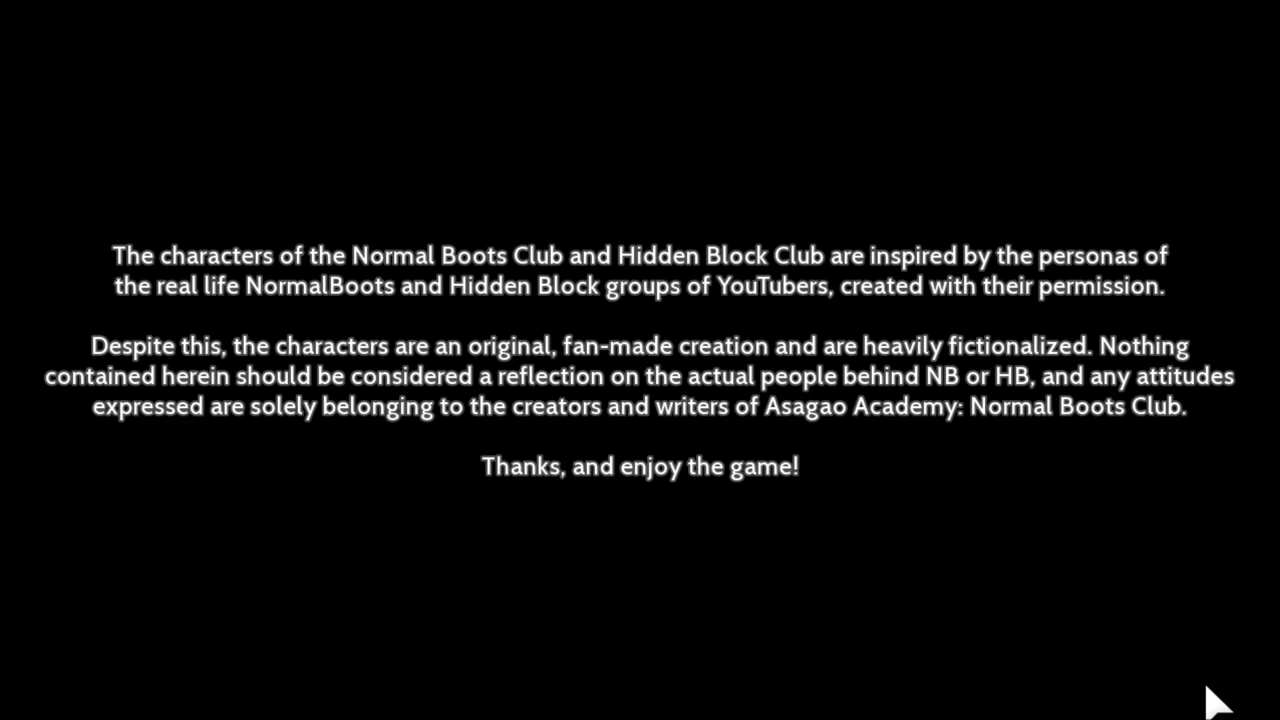 The characters of the Normal Boots Club and Hidden Block Club are inspired by the personas of
the real life NormalBoots and Hidden Block groups of YouTubers, created with their permission.
Despite this, the characters are an original, fan-made creation and are heavily fictionalized. Nothing
contained herein should be considered a reflection on the actual people behind NB or HB, and any attitudes
expressed are solely belonging to the creators and writers of Asagao Academy: Normal Boots Club.
Thanks, and enjoy the game!